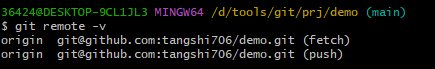 36424@DESKTOP-9CL1JL3 MINGW64 /d/tools/git/prj/demo (main)
$ git remote -v
origin  git@github.com:tangshi706/demo.git (fetch)
origin  git@github.com:tangshi706/demo.git (push)